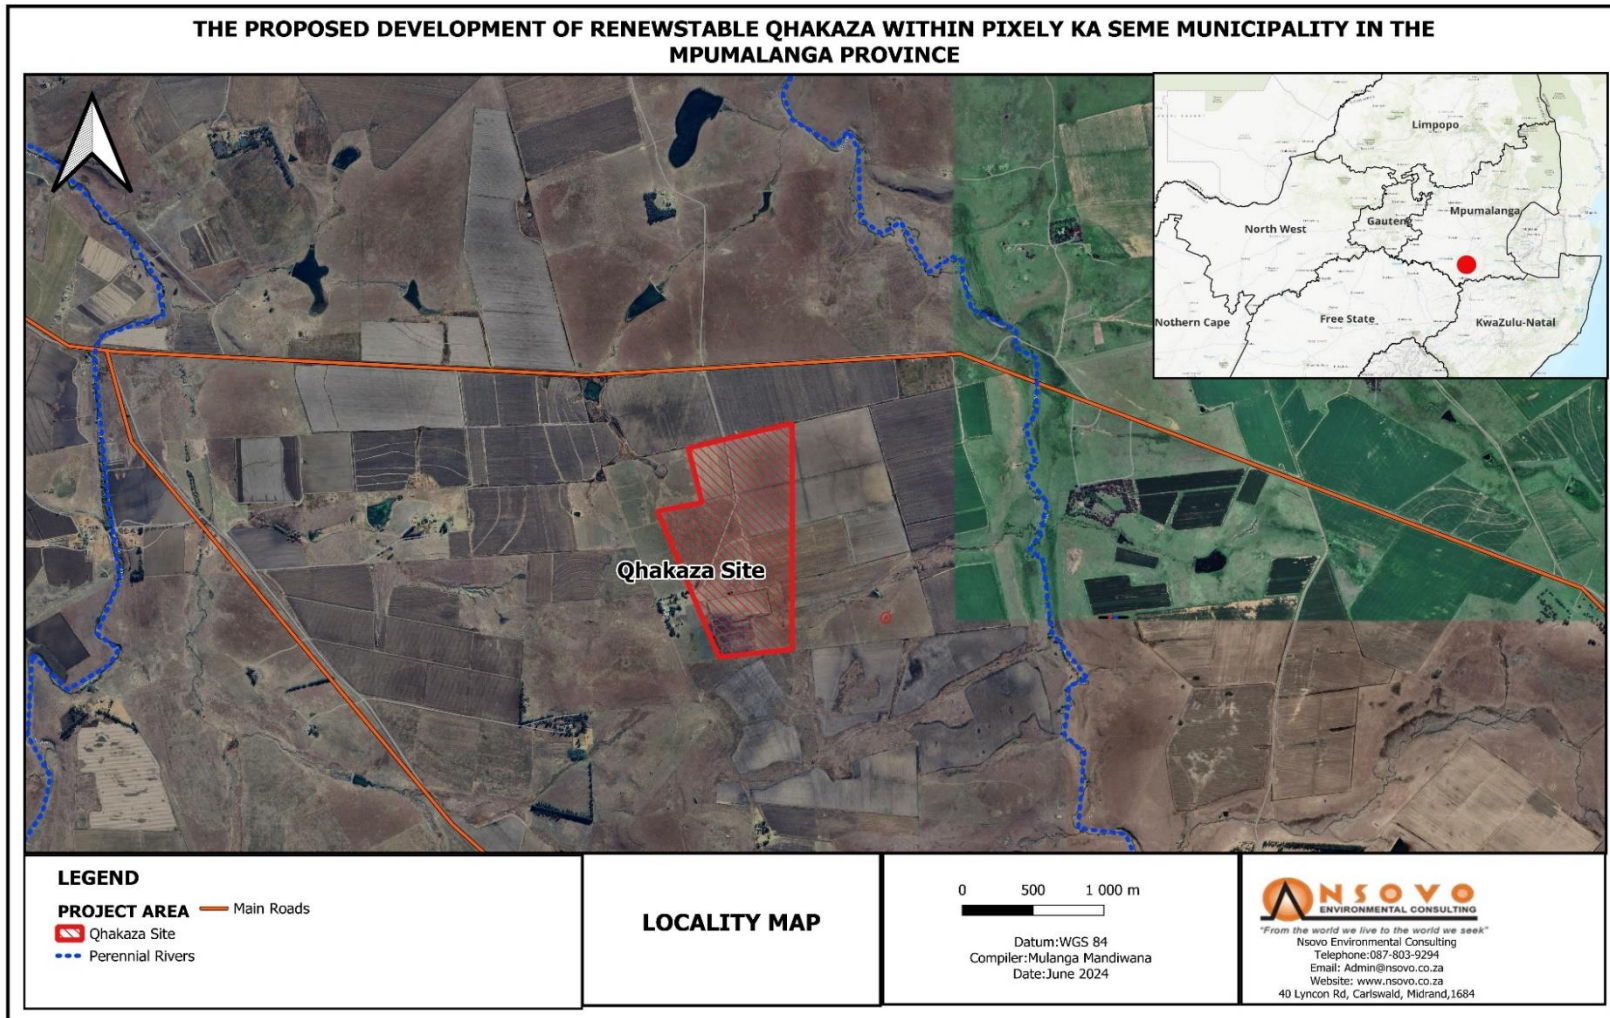 THE PROPOSED DEVELOPMENT OF RENEWSTABLE QHAKAZA WITHIN PIXELY KA SEME MUNICIPALITY IN THE
MPUMALANGA PROVINCE
Limpopo
Mpumalanga
Gauteng
North West
Free State
Nothern Cape
KwaZulu-Natal
Qhakaza Site
LEGEND
PROJECT AREA
Main Roads
Qhakaza Site
Perennial Rivers
LOCALITY MAP
0 500 1 000 m
Datum:WGS 84
Compiler:Mulanga Mandiwana
Date:June 2024
NSOVO
ENVIRONMENTAL CONSULTING
"From the world we live to the world we seek"
Nsovo Environmental Consulting
Telephone:087-803-9294
Email: Admin@nsovo.co.za
Website: www.nsovo.co.za
40 Lyncon Rd, Carlswald, Midrand,1684